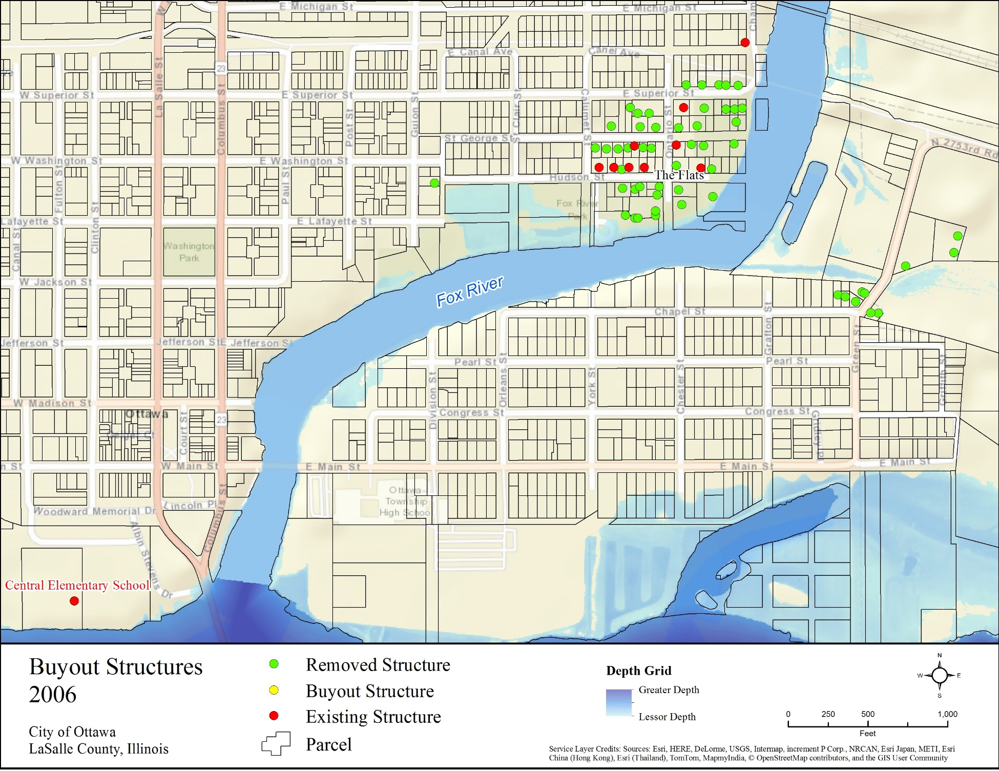 E Michigan St
E Michigan St
Cham
E Canal Ave
Canel Ave
23
La Salle St
Columbus St
W Superior St
E Superior St
E Superior St
Post St
Guion St
St Clair St
Calumet St
Ontario St
St George St
N 2753rd Rd
W Washington St
E Washington St
Fulton St
Paul St
Hudson St
The Flats
Fox River
Park
Lafayette St
E Lafayette St
Canal St
Clinton St
Washington
Park
W Jackson St
Fox River
Chapel St
Grafton St
Green St
Jefferson St
Jefferson St
E Jefferson St
Pearl St
Pearl St
Orleans St
Division St
York St
Chester St
Griffith St
W Madison St
Ottawa
Court St
23
Geiger Ct
Congress St
Congress St
Gridley Pl
n St
W Main St
E Main St
E Main St
E Main St
Ottawa
Township
High School
Woodward Memorial Dr
Lincoln Pl
Columbus St
Albin Stevens Dr
Central Elementary School
Buyout Structures
2006
City of Ottawa
LaSalle County, Illinois
Removed Structure
Buyout Structure
Existing Structure
Parcel
Depth Grid
Greater Depth
Lessor Depth
N
W
E
S
0 250 500 1,000
Feet
Service Layer Credits: Sources: Esri, HERE, DeLorme, USGS, Intermap, increment P Corp., NRCAN, Esri Japan, METI, Esri
China (Hong Kong), Esri (Thailand), TomTom, MapmyIndia, © OpenStreetMap contributors, and the GIS User Community